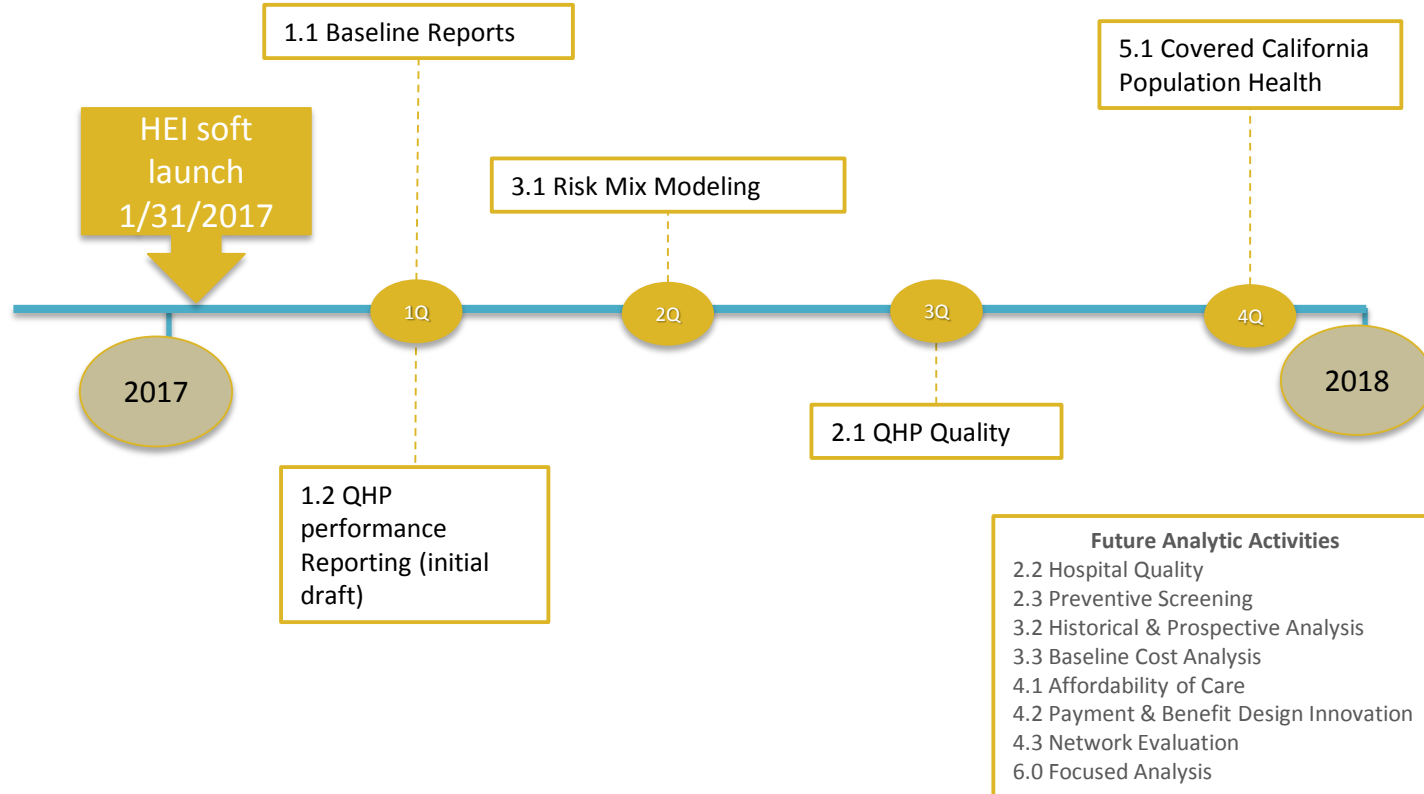 1.1 Baseline Reports
5.1 Covered California
Population Health
HEI soft
launch
1/31/2017
3.1 Risk Mix Modeling
1Q
2Q
3Q
4Q
2017
2018
2.1 QHP Quality
1.2 QHP
performance
Reporting (initial
draft)
Future Analytic Activities
2.2 Hospital Quality
2.3 Preventive Screening
3.2 Historical & Prospective Analysis
3.3 Baseline Cost Analysis
4.1 Affordability of Care
4.2 Payment & Benefit Design Innovation
4.3 Network Evaluation
6.0 Focused Analysis